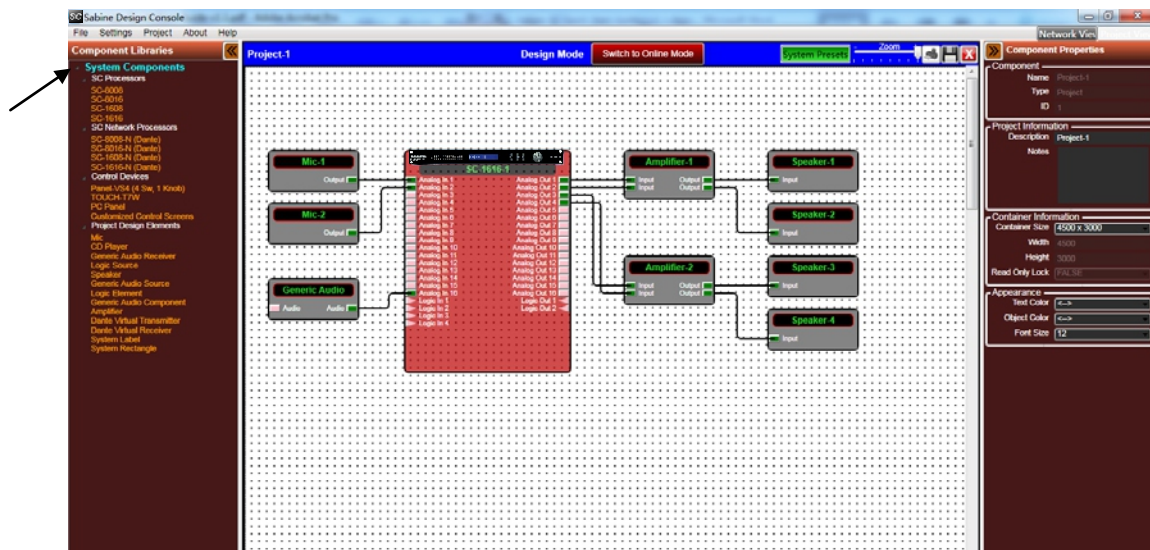 SC Sabine Design Console
File Settings Project About Help
Network View
Component Libraries
Project-1
Design Mode
Switch to Online Mode
System Presets
Zoom
Component Properties
System Components
SC Processors
SC-8008
SC-8016
SC-1608
SC-1616
SC Network Processors
SC-8008-N (Dante)
SC-8016-N (Dante)
SC-1608-N (Dante)
SC-1616-N (Dante)
Control Devices
Panel-VS4 (4 Sw, 1 Knob)
TOUCH-T7W
PC Panel
Customized Control Screens
Project Design Elements
Mic
CD Player
Generic Audio Receiver
Logic Source
Speaker
Generic Audio Source
Logic Element
Generic Audio Component
Amplifier
Dante Virtual Transmitter
Dante Virtual Receiver
System Label
System Rectangle
Mic-1
Output
Mic-2
Output
Generic Audio
Audio Audio
SC-1616-1
Analog In 1 Analog Out 1
Analog In 2 Analog Out 2
Analog In 3 Analog Out 3
Analog In 4 Analog Out 4
Analog In 5 Analog Out 5
Analog In 6 Analog Out 6
Analog In 7 Analog Out 7
Analog In 8 Analog Out 8
Analog In 9 Analog Out 9
Analog In 10 Analog Out 10
Analog In 11 Analog Out 11
Analog In 12 Analog Out 12
Analog In 13 Analog Out 13
Analog In 14 Analog Out 14
Analog In 15 Analog Out 15
Analog In 16 Analog Out 16
Logic In 1 Logic Out 1
Logic In 2 Logic Out 2
Logic In 3
Logic In 4
Amplifier-1
Input Output
Input Output
Amplifier-2
Input Output
Input Output
Speaker-1
Input
Speaker-2
Input
Speaker-3
Input
Speaker-4
Input
Component
Name Project-1
Type Project
ID 1
Project Information
Description Project-1
Notes
Container Information
Container Size 4500 x 3000
Width 4500
Height 3000
Read Only Lock FALSE
Appearance
Text Color <-->
Object Color <-->
Font Size 12